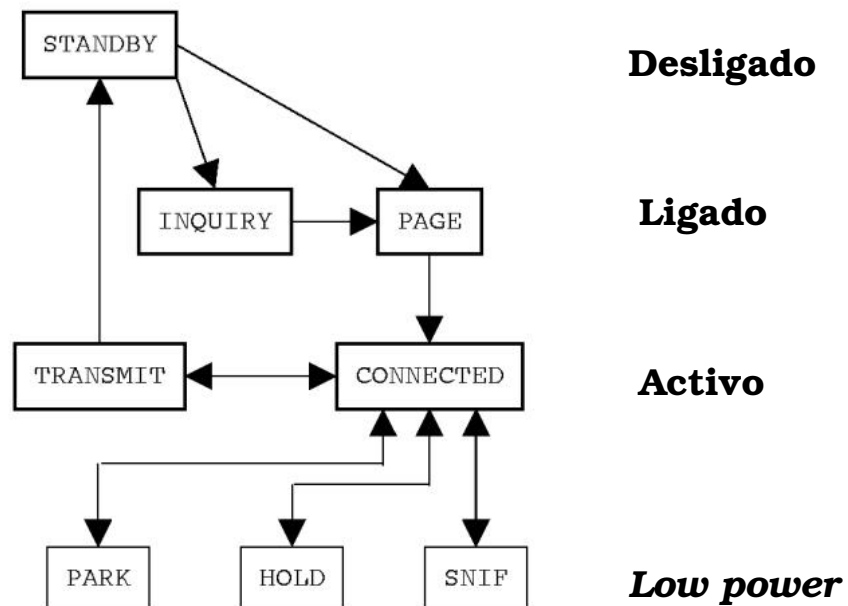 STANDBY
Desligado
INQUIRY
PAGE
Ligado
TRANSMIT
CONNECTED
Activo
PARK
HOLD
SNIF
Low power